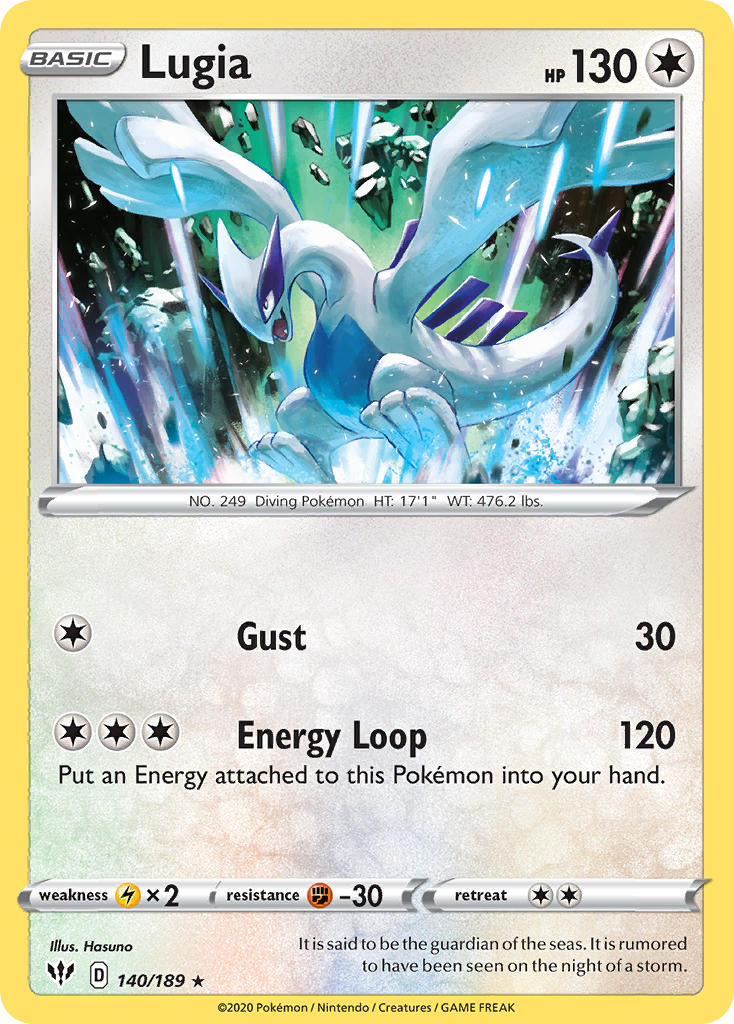 BASIC Lugia HP 130
NO. 249 Diving Pokémon HT: 17'1" WT: 476.2 lbs.
Gust 30
Energy Loop 120
Put an Energy attached to this Pokémon into your hand.
weakness ×2 resistance -30 retreat
Illus. Hasuno
It is said to be the guardian of the seas. It is rumored
to have been seen on the night of a storm.
D 140/189 ★
©2020 Pokémon / Nintendo / Creatures / GAME FREAK